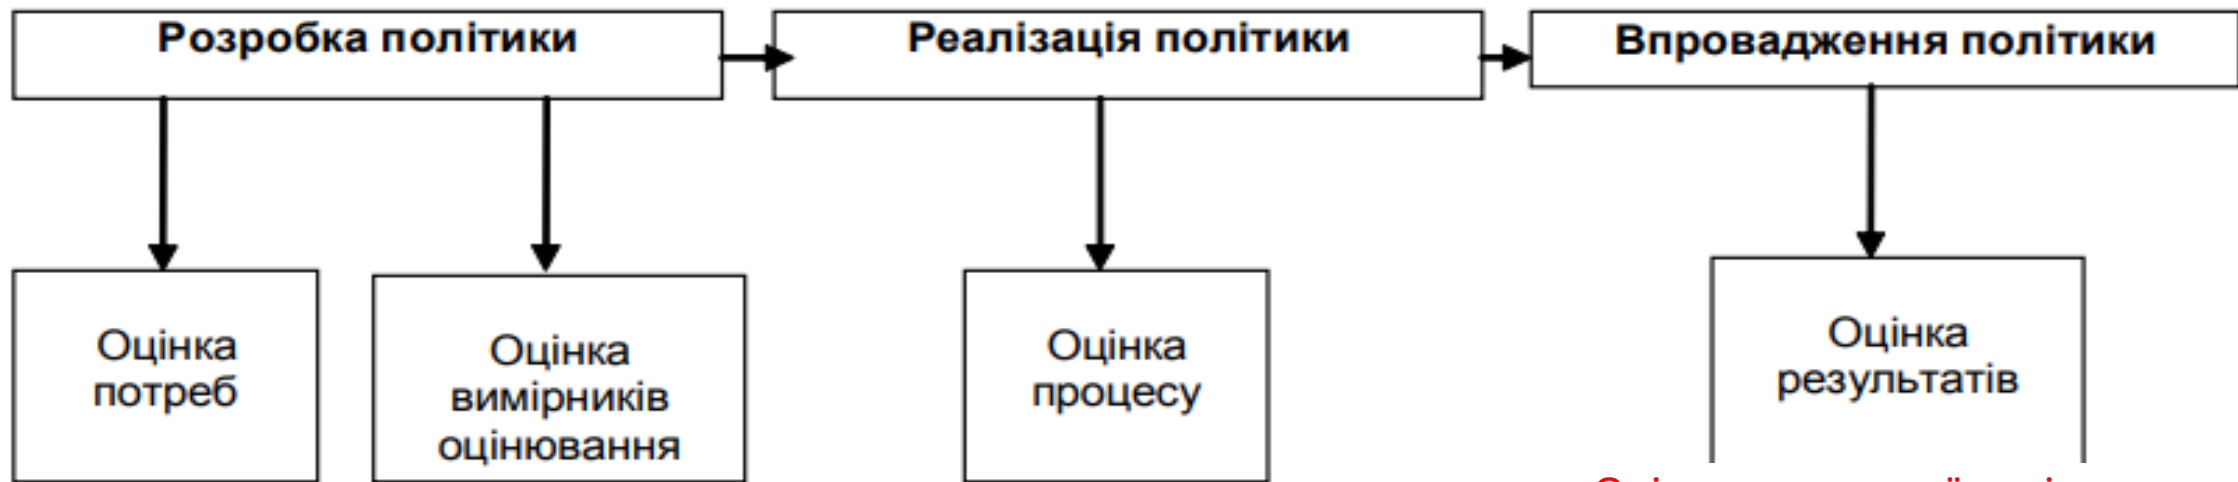 Розробка політики
Реалізація політики
Впровадження політики
Оцінка
потреб
Оцінка
вимірників
оцінювання
Оцінка
процесу
Оцінка
результатів